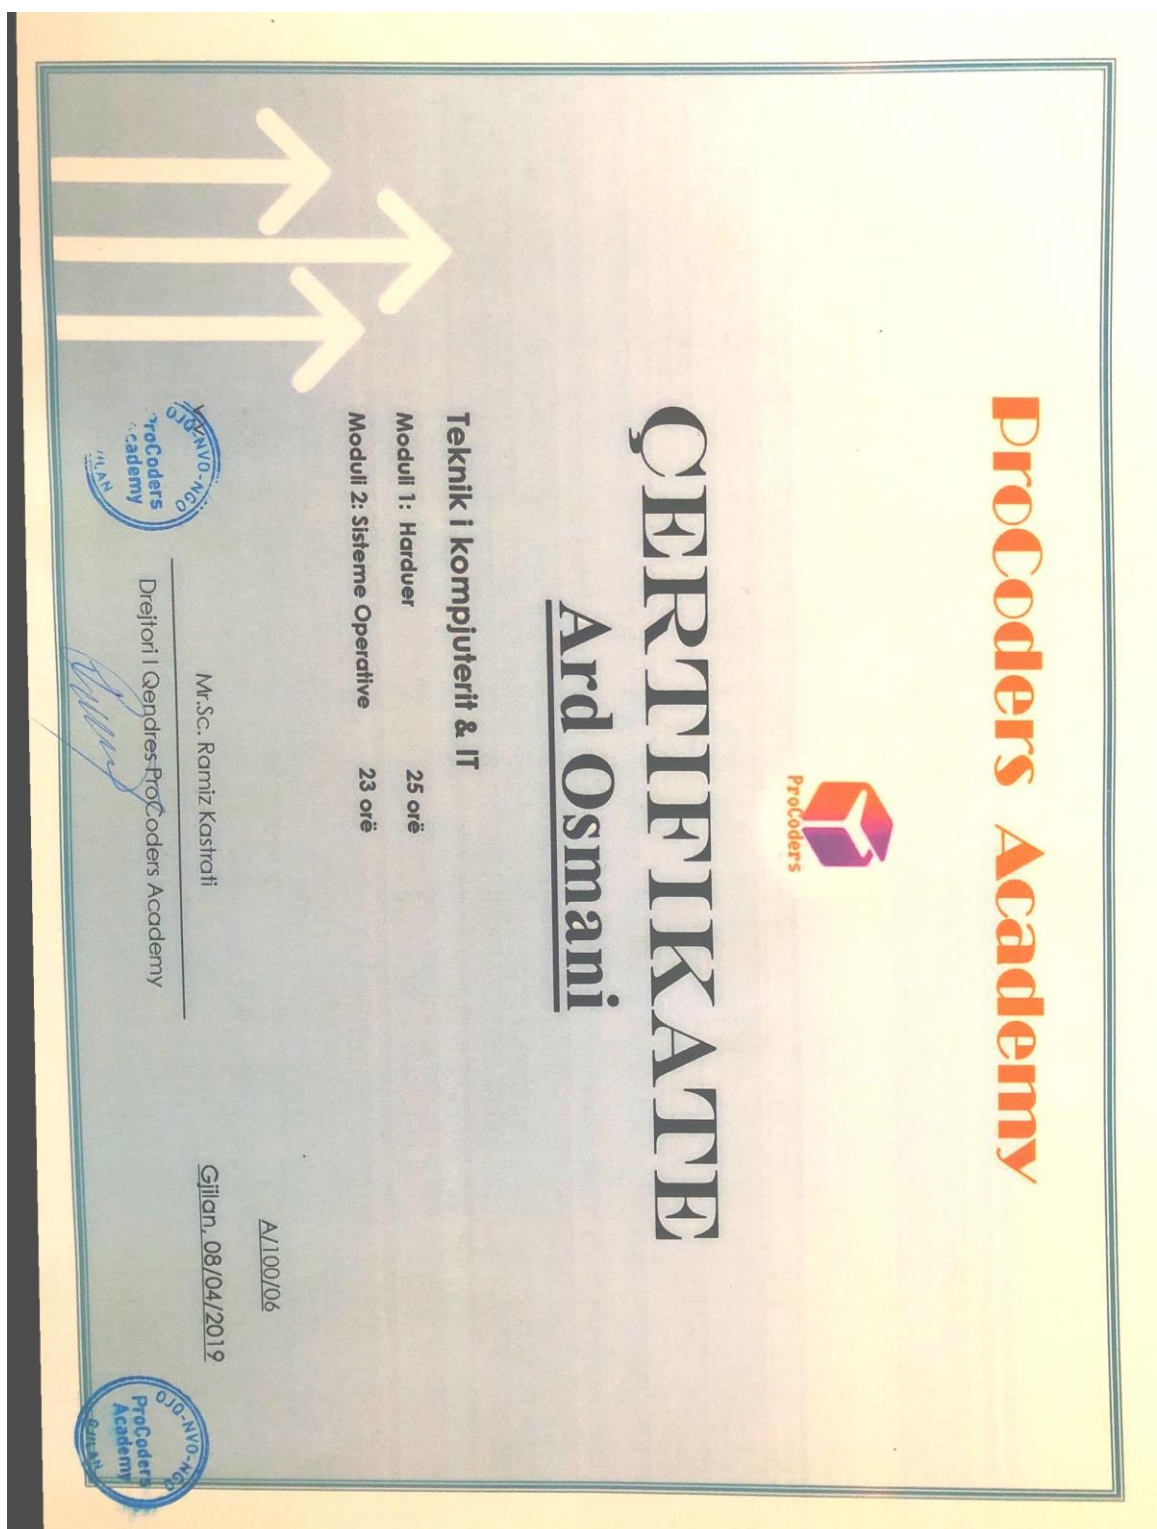 ProCoders Academy
ProCoders
ÇERTIFIKATE
Ard Osmani
Teknik i kompjuterit & IT
Moduli 1: Harduer 25 orë
Moduli 2: Sisteme Operative 23 orë
A/100/06
Mr.Sc. Ramiz Kastrati
Gjilan, 08/04/2019
Drejtori I Qendres ProCoders Academy
OJQ-NVO-NGO
ProCoders
Academy
GJILAN
OJQ-NVO-NGO
ProCoders
Academy
GJILAN